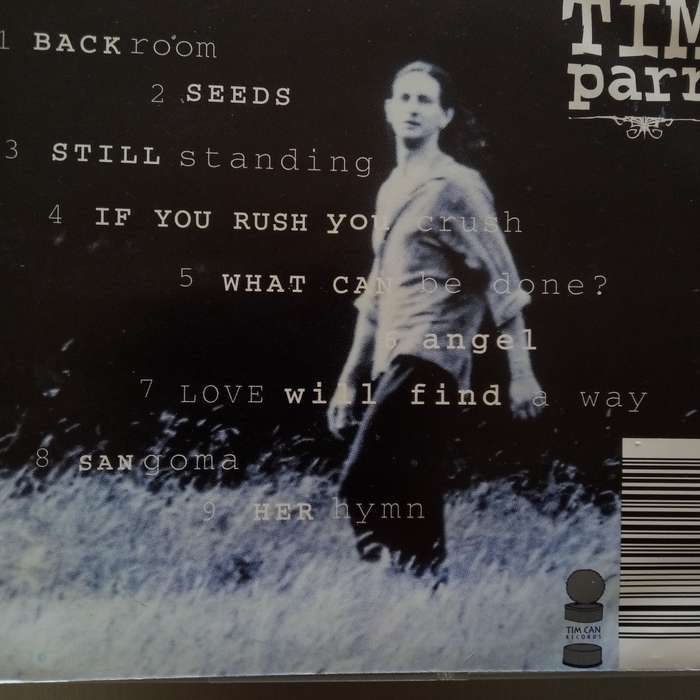 TIM
parr
1 BACKroom
2 SEEDS
3 STILL standing
4 IF YOU RUSH you crush
5 WHAT CAN be done?
6 angel
7 LOVE will find a way
8 SANgoma
9 HER hymn
TIM CAN
RECORDS